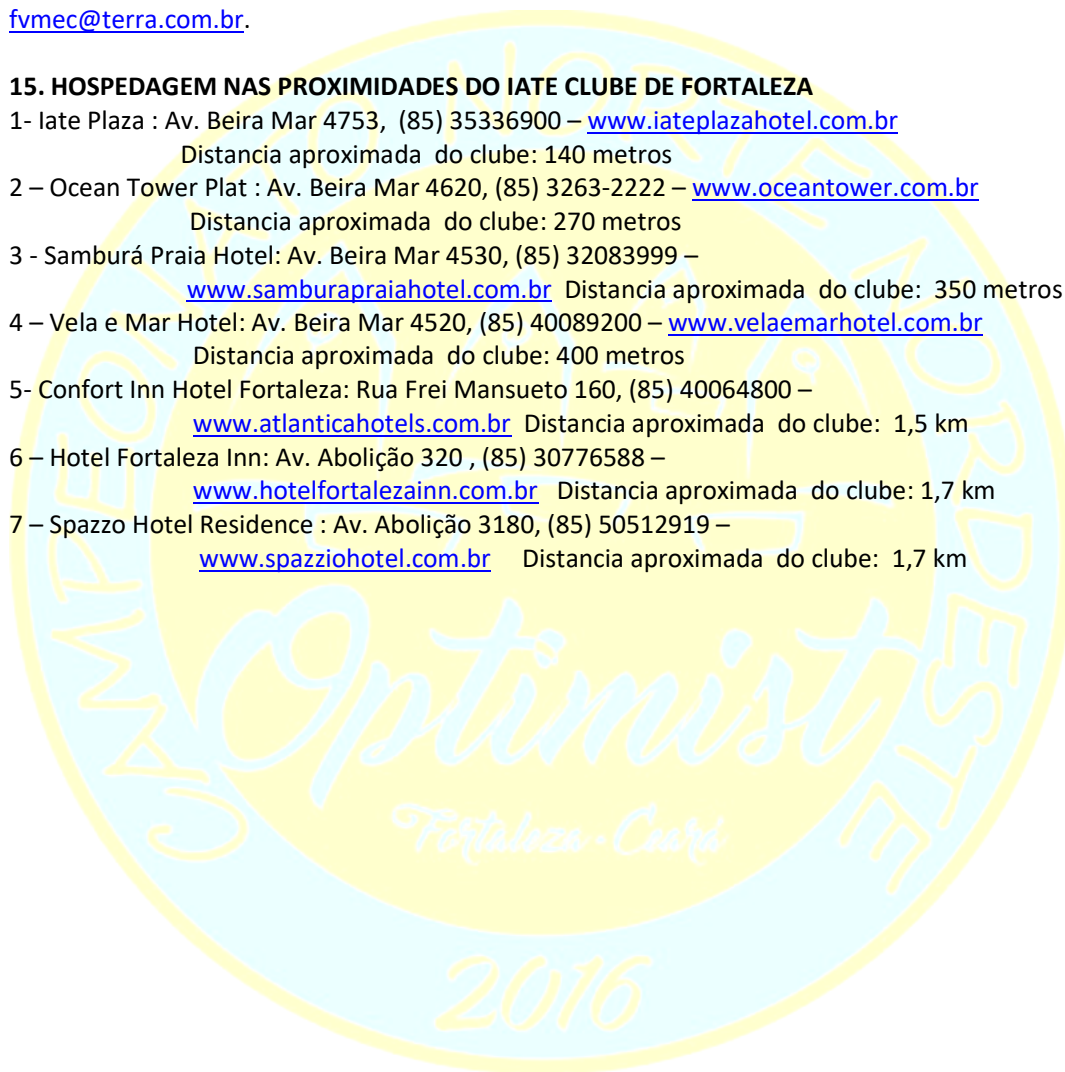 fvmec@terra.com.br.
15. HOSPEDAGEM NAS PROXIMIDADES DO IATE CLUBE DE FORTALEZA
1- Iate Plaza : Av. Beira Mar 4753, (85) 35336900 – www.iateplazahotel.com.br
Distancia aproximada do clube: 140 metros
2 – Ocean Tower Plat : Av. Beira Mar 4620, (85) 3263-2222 – www.oceantower.com.br
Distancia aproximada do clube: 270 metros
3 - Samburá Praia Hotel: Av. Beira Mar 4530, (85) 32083999 –
www.samburapraiahotel.com.br Distancia aproximada do clube: 350 metros
4 – Vela e Mar Hotel: Av. Beira Mar 4520, (85) 40089200 – www.velaemarhotel.com.br
Distancia aproximada do clube: 400 metros
5- Confort Inn Hotel Fortaleza: Rua Frei Mansueto 160, (85) 40064800 –
www.atlanticahotels.com.br Distancia aproximada do clube: 1,5 km
6 – Hotel Fortaleza Inn: Av. Abolição 320 , (85) 30776588 –
www.hotelfortalezainn.com.br Distancia aproximada do clube: 1,7 km
7 – Spazzo Hotel Residence : Av. Abolição 3180, (85) 50512919 –
www.spazziohotel.com.br Distancia aproximada do clube: 1,7 km
CAMPEONATO NORTE NORDESTE
Optimist
Fortaleza - Ceará
2016